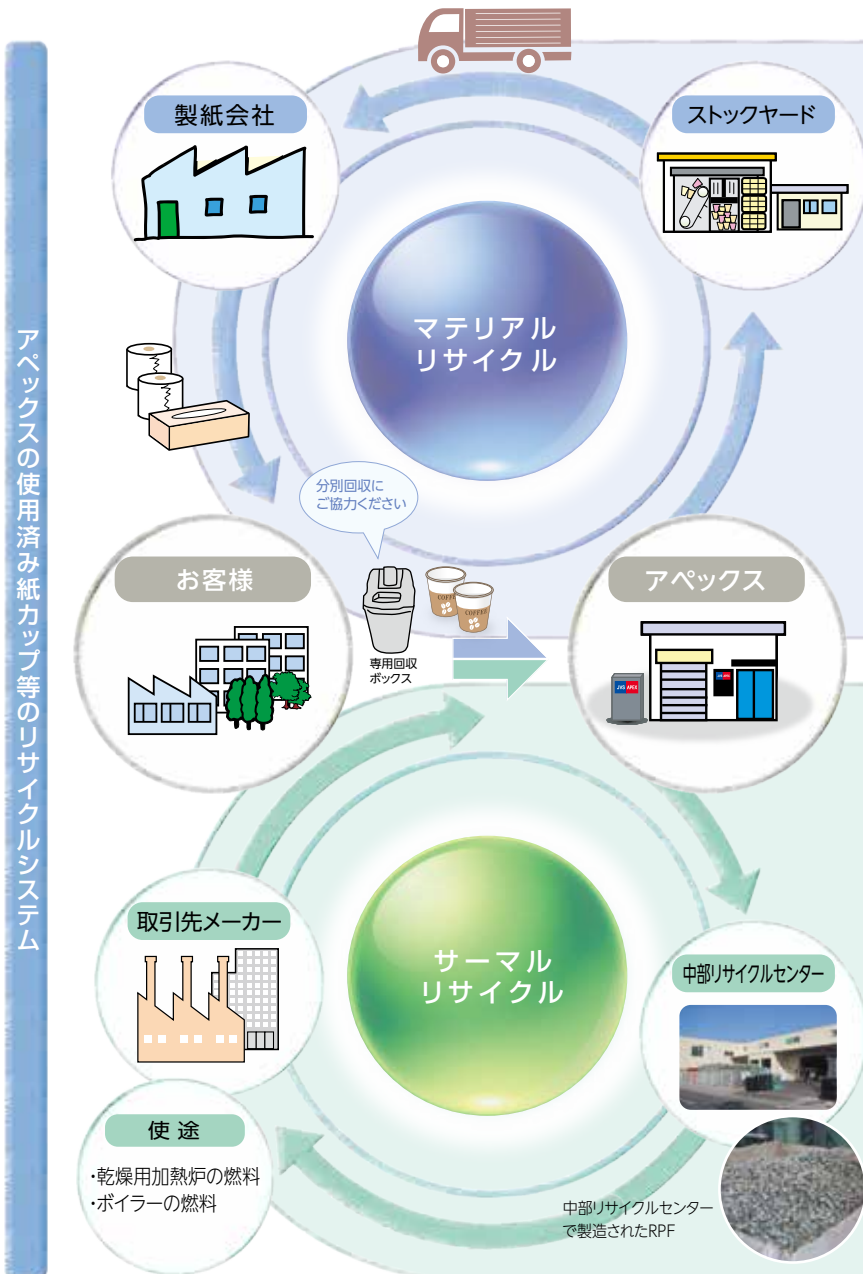 アペックスの使用済み紙カップ等のリサイクルシステム
製紙会社
ストックヤード
マテリアル
リサイクル
分別回収に
ご協力ください
お客様
専用回収
ボックス
COFFEE
COFFEE
アペックス
JVS APEX
JVS APEX
取引先メーカー
サーマル
リサイクル
中部リサイクルセンター
使途
・乾燥用加熱炉の燃料
・ボイラーの燃料
中部リサイクルセンター
で製造されたRPF